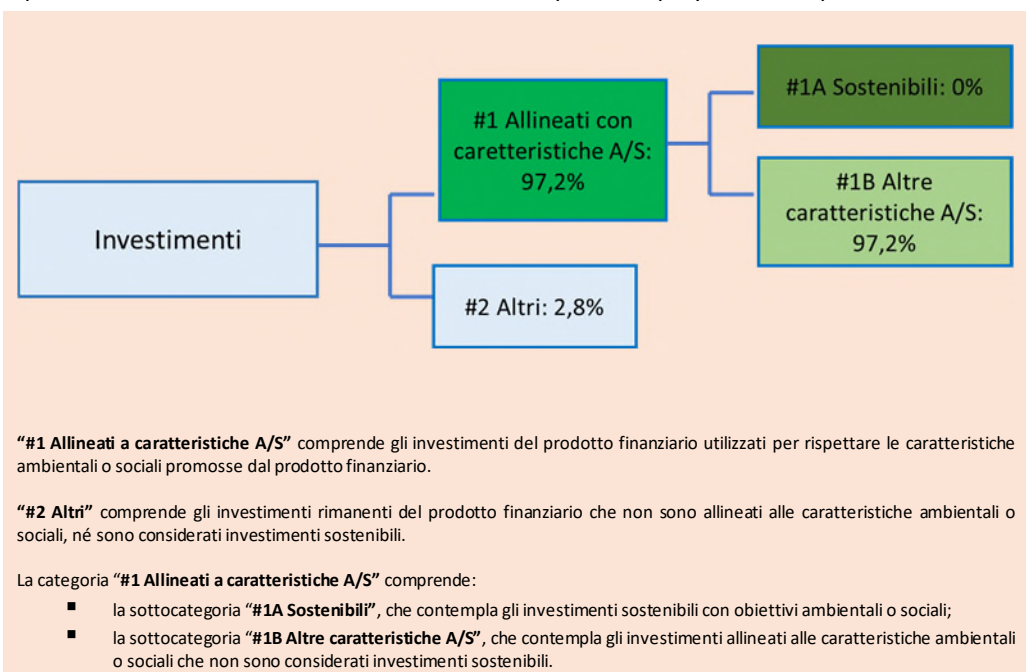 #1A Sostenibili: 0%
#1 Allineati con
caretteristiche A/S:
97,2%
#1B Altre
caratteristiche A/S:
97,2%
Investimenti
#2 Altri: 2,8%
“#1 Allineati a caratteristiche A/S” comprende gli investimenti del prodotto finanziario utilizzati per rispettare le caratteristiche
ambientali o sociali promosse dal prodotto finanziario.
“#2 Altri” comprende gli investimenti rimanenti del prodotto finanziario che non sono allineati alle caratteristiche ambientali o
sociali, né sono considerati investimenti sostenibili.
La categoria “#1 Allineati a caratteristiche A/S” comprende:
▪ la sottocategoria “#1A Sostenibili”, che contempla gli investimenti sostenibili con obiettivi ambientali o sociali;
▪ la sottocategoria “#1B Altre caratteristiche A/S”, che contempla gli investimenti allineati alle caratteristiche ambientali
o sociali che non sono considerati investimenti sostenibili.